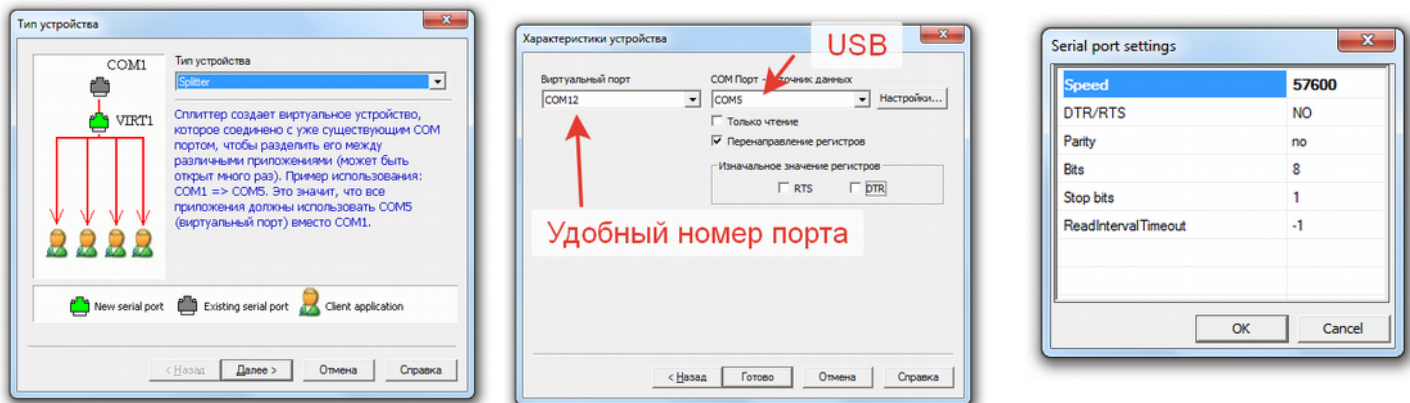 Тип устройства
COM1
VIRT1
Тип устройства
Splitter
Сплиттер создает виртуальное устройство,
которое соединено с уже существующим COM
портом, чтобы разделить его между
различными приложениями (может быть
открыт много раз). Пример использования:
COM1 => COM5. Это значит, что все
приложения должны использовать COM5
(виртуальный порт) вместо COM1.
New serial port
Existing serial port
Client application
< Назад
Далее >
Отмена
Справка
Характеристики устройства
USB
Виртуальный порт
COM12
COM Порт - источник данных
COM5
Настройки...
Только чтение
Перенаправление регистров
Изначальное значение регистров
RTS
DTR
Удобный номер порта
< Назад
Готово
Отмена
Справка
Serial port settings
Speed 57600
DTR/RTS NO
Parity no
Bits 8
Stop bits 1
ReadIntervalTimeout -1
OK
Cancel